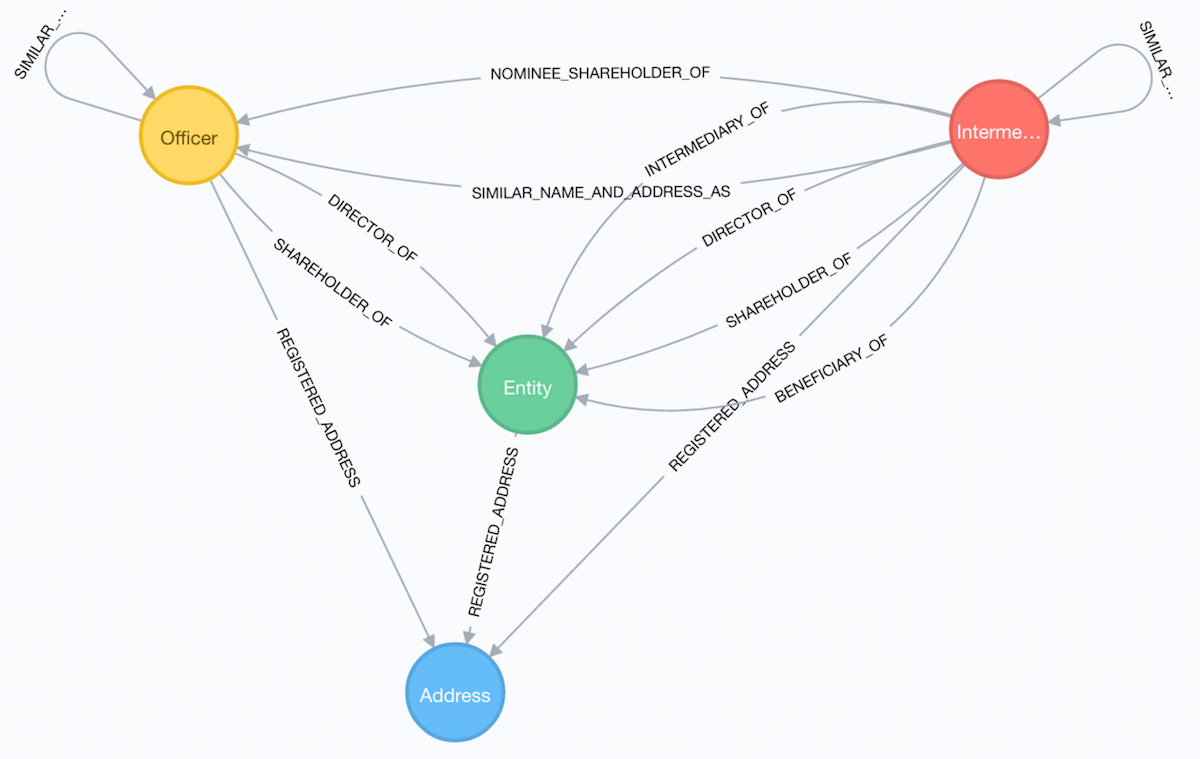 SIMILAR_…
SIMILAR_…
NOMINEE_SHAREHOLDER_OF
Officer
Interme…
INTERMEDIARY_OF
SIMILAR_NAME_AND_ADDRESS_AS
DIRECTOR_OF
DIRECTOR_OF
SHAREHOLDER_OF
SHAREHOLDER_OF
REGISTERED_ADDRESS
REGISTERED_ADDRESS
BENEFICIARY_OF
Entity
REGISTERED_ADDRESS
Address